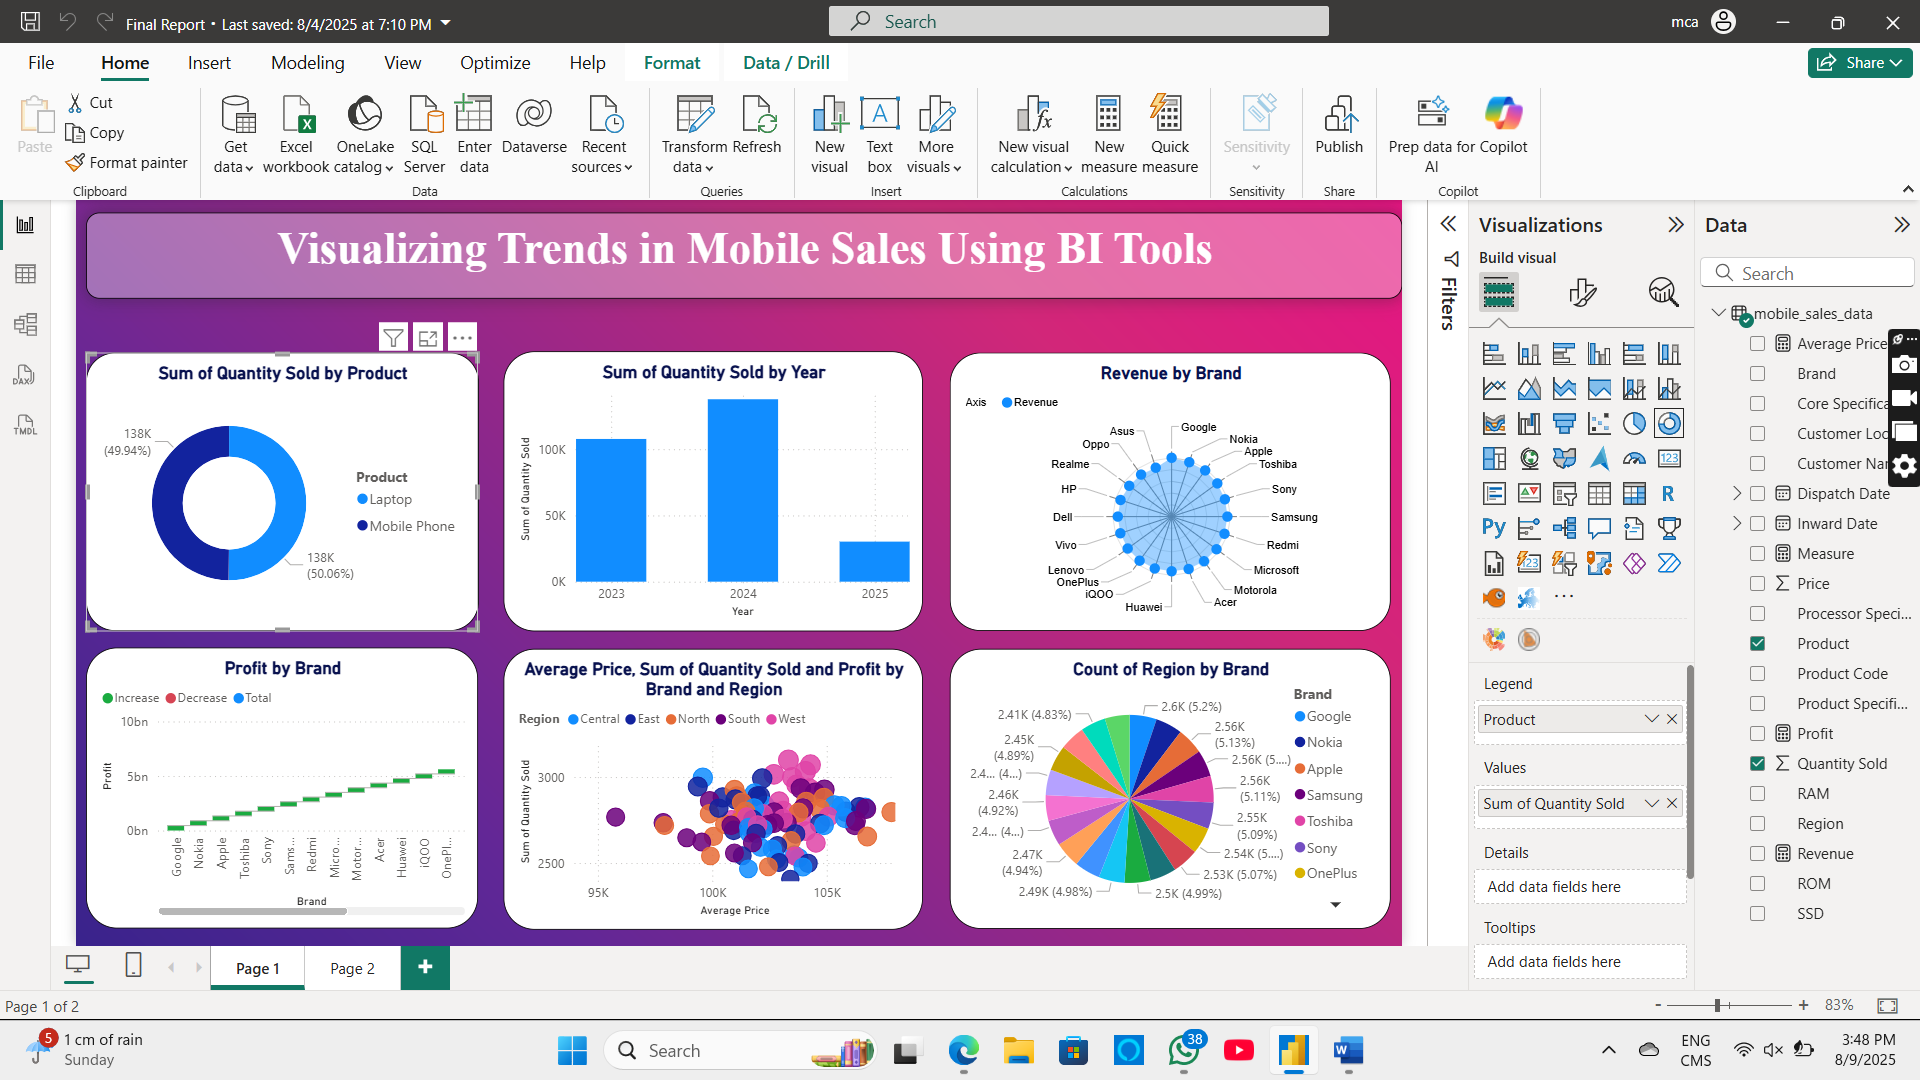 Final Report • Last saved: 8/4/2025 at 7:10 PM
Search
mca
File Home Insert Modeling View Optimize Help Format Data / Drill
Share
Paste
Cut
Copy
Format painter
Clipboard
Get data
Excel workbook
OneLake catalog
SQL Server
Enter data
Dataverse
Recent sources
Data
Transform data
Refresh
Queries
New visual
Text box
More visuals
Insert
New visual calculation
New measure
Quick measure
Calculations
Sensitivity
Sensitivity
Publish
Share
Prep data for AI
Copilot
Copilot
Visualizing Trends in Mobile Sales Using BI Tools
Sum of Quantity Sold by Product
138K
(49.94%)
138K
(50.06%)
Product
Laptop
Mobile Phone
Sum of Quantity Sold by Year
Sum of Quantity Sold
100K
50K
0K
2023 2024 2025
Year
Revenue by Brand
Axis Revenue
Google
Nokia
Apple
Toshiba
Sony
Samsung
Redmi
Microsoft
Motorola
Acer
Huawei
iQOO
OnePlus
Lenovo
Vivo
Dell
HP
Realme
Oppo
Asus
Profit by Brand
Increase Decrease Total
Profit
10bn
5bn
0bn
Google Nokia Apple Toshiba Sony Sams... Redmi Micro... Motor... Acer Huawei iQOO OnePl...
Brand
Average Price, Sum of Quantity Sold and Profit by
Brand and Region
Region Central East North South West
Sum of Quantity Sold
3000
2500
95K 100K 105K
Average Price
Count of Region by Brand
2.6K (5.2%)
2.56K
(5.13%)
2.56K (5....)
2.56K
(5.11%)
2.55K
(5.09%)
2.54K (5....)
2.53K (5.07%)
2.5K (4.99%)
2.49K (4.98%)
2.47K
(4.94%)
2.4... (4...)
2.46K
(4.92%)
2.4... (4...)
2.45K
(4.89%)
2.41K (4.83%)
Brand
Google
Nokia
Apple
Samsung
Toshiba
Sony
OnePlus
Filters
Visualizations
Build visual
123
R
Py
123
...
Legend
Product
Values
Sum of Quantity Sold
Details
Add data fields here
Tooltips
Add data fields here
Data
Search
mobile_sales_data
Average Price
Brand
Core Specifica
Customer Loc
Customer Nar
Dispatch Date
Inward Date
Measure
Price
Processor Speci...
Product
Product Code
Product Specifi...
Profit
Quantity Sold
RAM
Region
Revenue
ROM
SSD
DAX
TMDL
Page 1
Page 2
+
Page 1 of 2
- + 83%
5
1 cm of rain
Sunday
Search
38
W
ENG
CMS
3:48 PM
8/9/2025